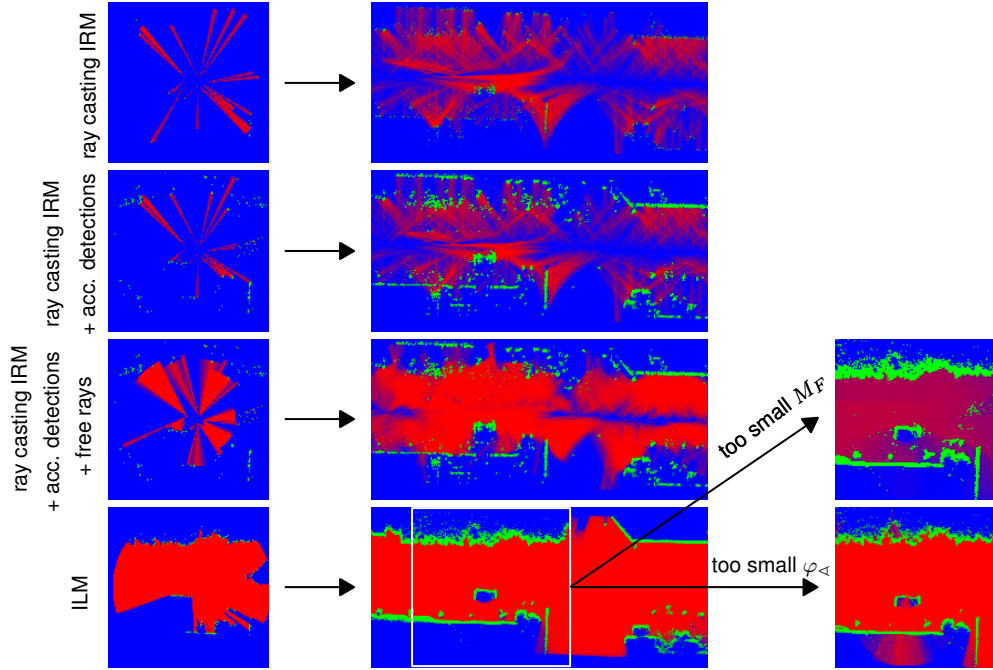 ray casting IRM
ray casting IRM
+ acc. detections
ray casting IRM
+ acc. detections
+ free rays
too small M_F
ILM
too small φ_∢